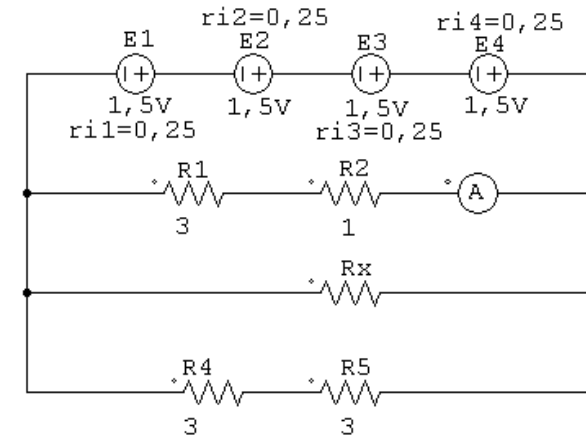 ri2=0,25 ri4=0,25
E1 E2 E3 E4
1,5V 1,5V 1,5V 1,5V
ri1=0,25 ri3=0,25
R1 R2
A
3 1
Rx
R4 R5
3 3